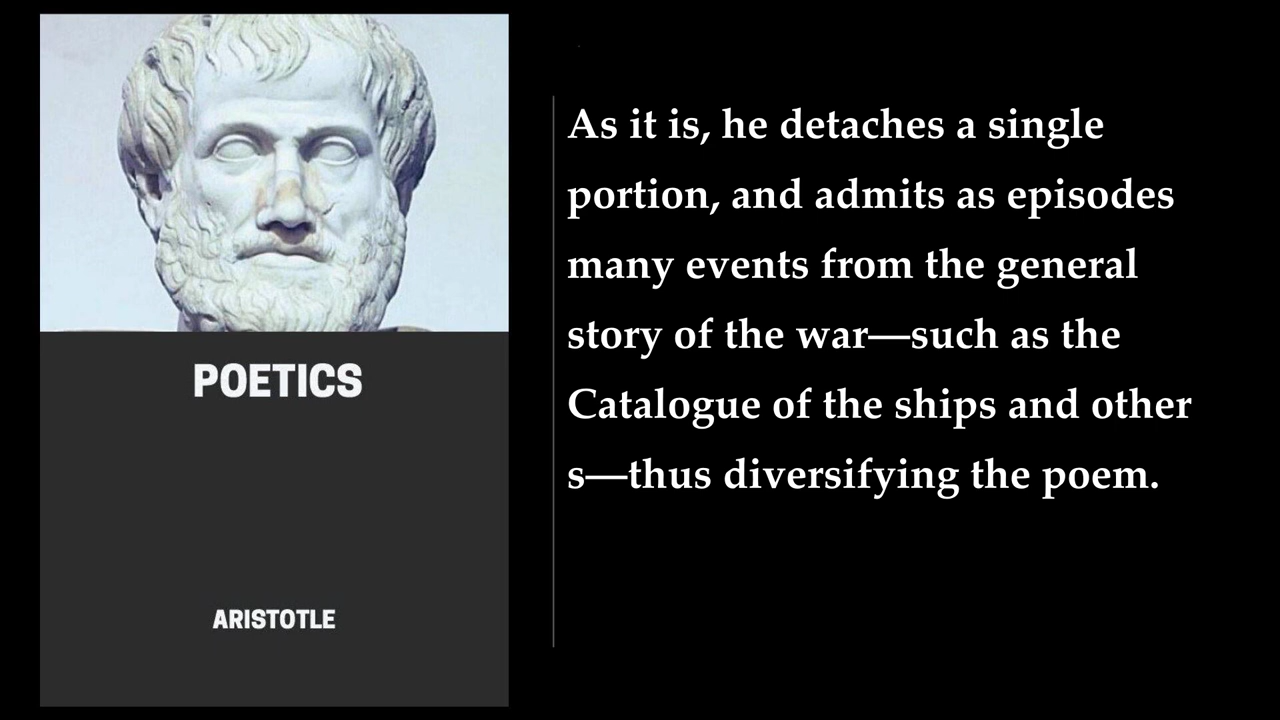 POETICS
ARISTOTLE
As it is, he detaches a single
portion, and admits as episodes
many events from the general
story of the war—such as the
Catalogue of the ships and other
s—thus diversifying the poem.